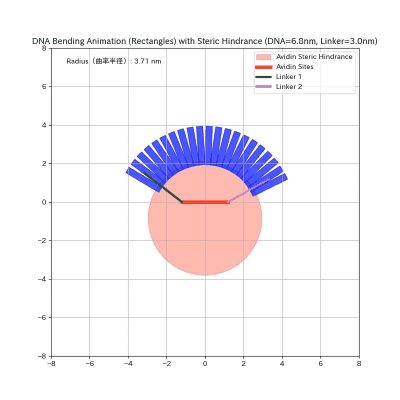 DNA Bending Animation (Rectangles) with Steric Hindrance (DNA=6.8nm, Linker=3.0nm)
Radius（曲率半径）: 3.71 nm
Avidin Steric Hindrance
Avidin Sites
Linker 1
Linker 2
8
6
4
2
0
−2
−4
−6
−8
−8 −6 −4 −2 0 2 4 6 8